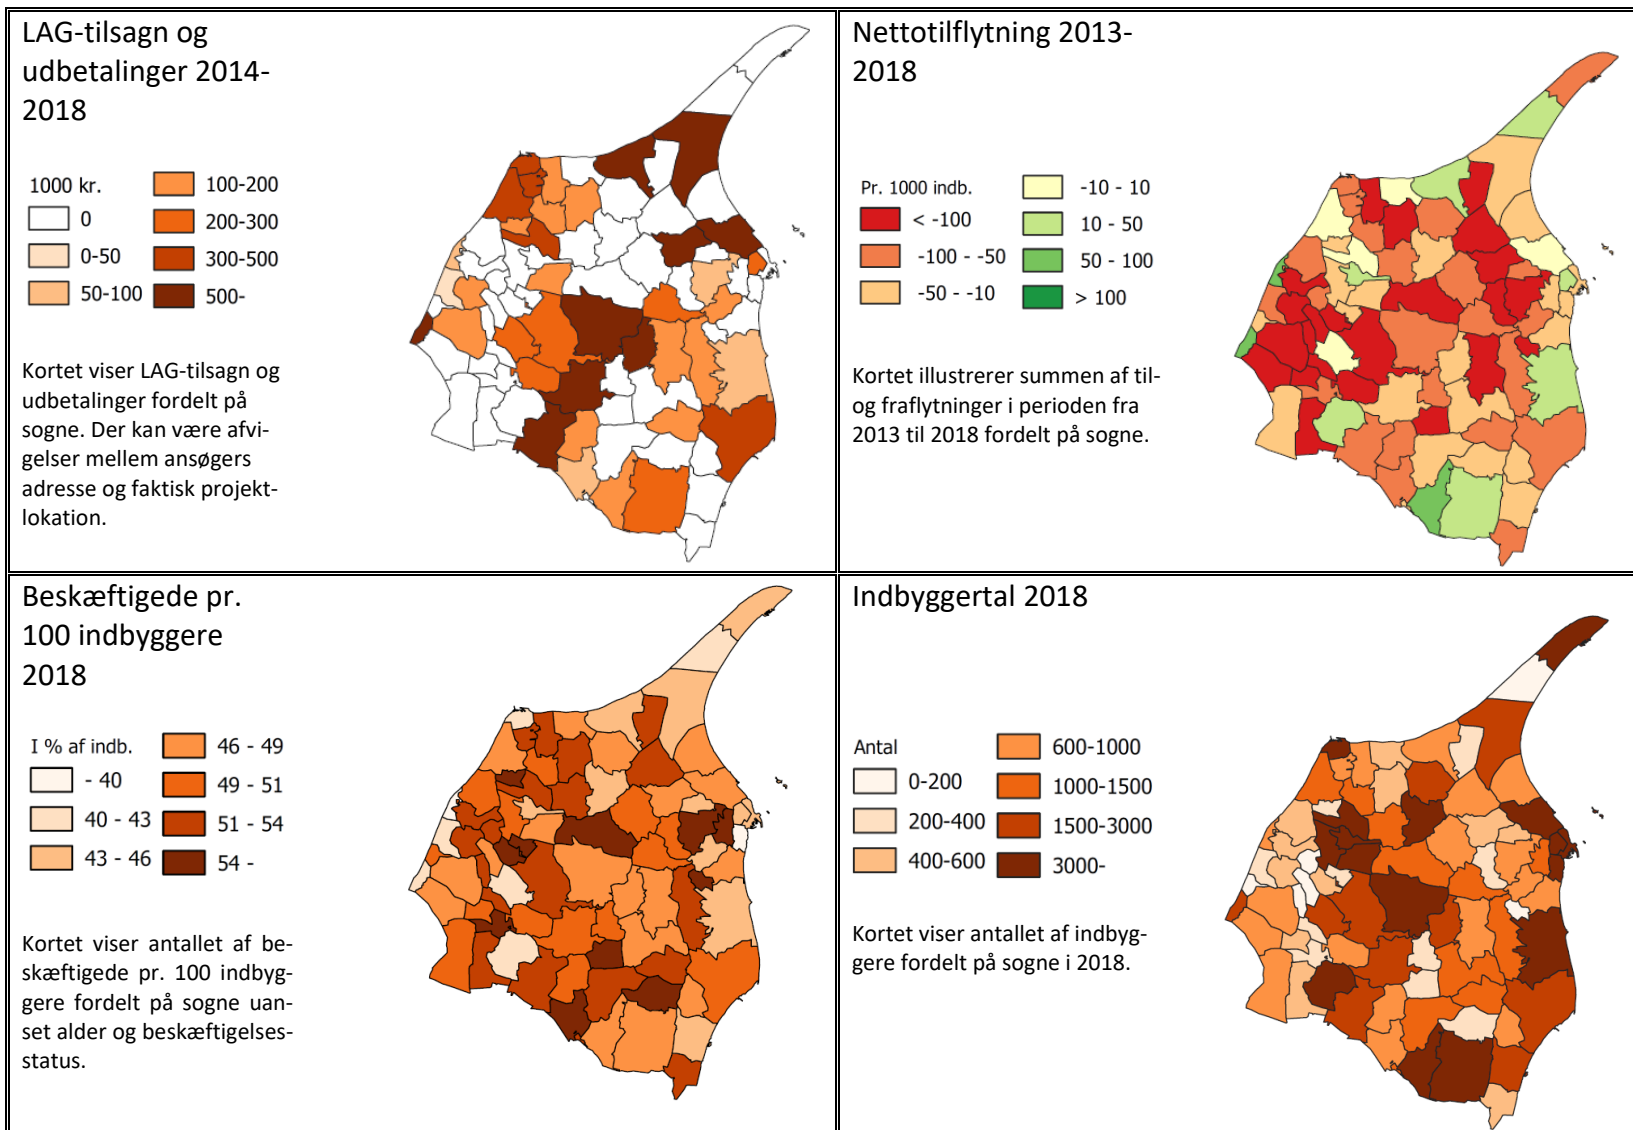 LAG-tilsagn og
udbetalinger 2014-
2018
1000 kr.
0
0-50
50-100
100-200
200-300
300-500
500-
Kortet viser LAG-tilsagn og
udbetalinger fordelt på
sogne. Der kan være afvi-
gelser mellem ansøgers
adresse og faktisk projekt-
lokation.
Nettotilflytning 2013-
2018
Pr. 1000 indb.
< -100
-100 - -50
-50 - -10
-10 - 10
10 - 50
50 - 100
> 100
Kortet illustrerer summen af til-
og fraflytninger i perioden fra
2013 til 2018 fordelt på sogne.
Beskæftigede pr.
100 indbyggere
2018
I % af indb.
- 40
40 - 43
43 - 46
46 - 49
49 - 51
51 - 54
54 -
Kortet viser antallet af be-
skæftigede pr. 100 indbyg-
gere fordelt på sogne uan-
set alder og beskæftigelses-
status.
Indbyggertal 2018
Antal
0-200
200-400
400-600
600-1000
1000-1500
1500-3000
3000-
Kortet viser antallet af indbyg-
gere fordelt på sogne i 2018.